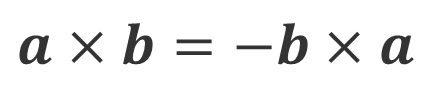 a × b = −b × a